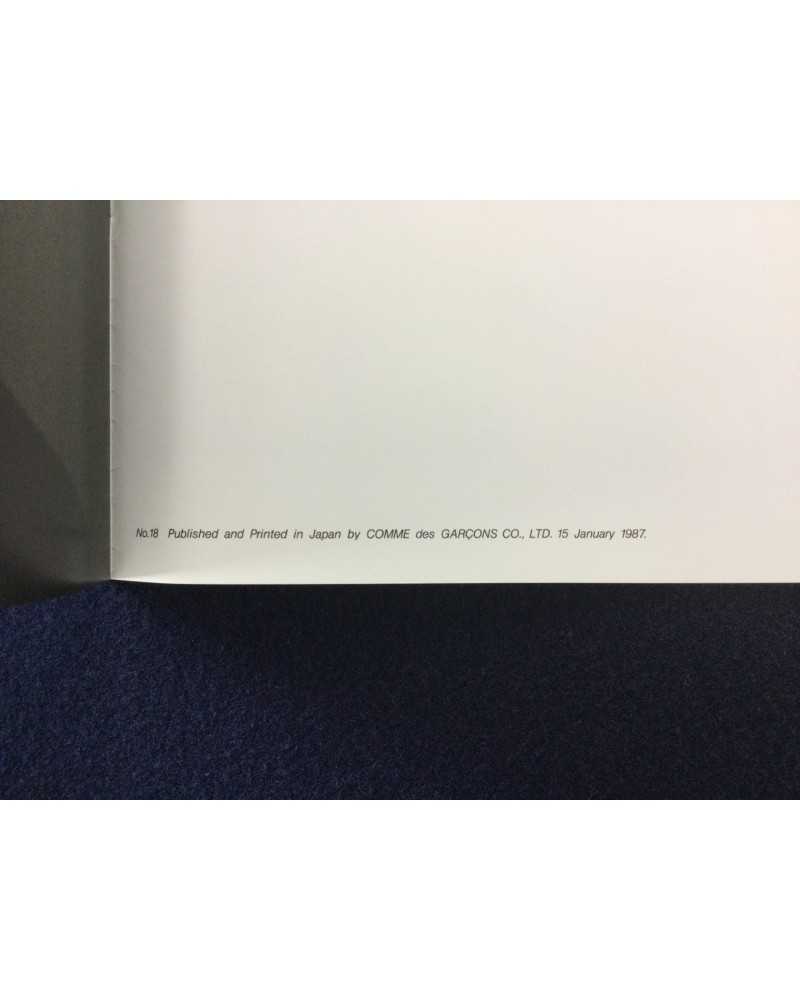 No.18 Published and Printed in Japan by COMME des GARÇONS CO., LTD. 15 January 1987.